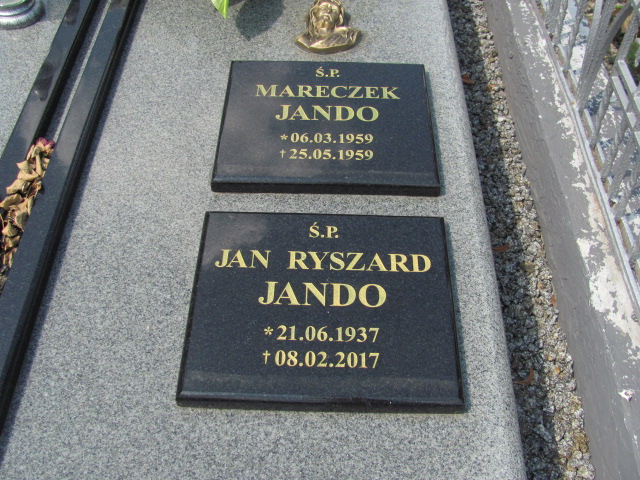 Ś.P.
MARECZEK
JANDO
*06.03.1959
†25.05.1959
Ś.P.
JAN RYSZARD
JANDO
*21.06.1937
†08.02.2017